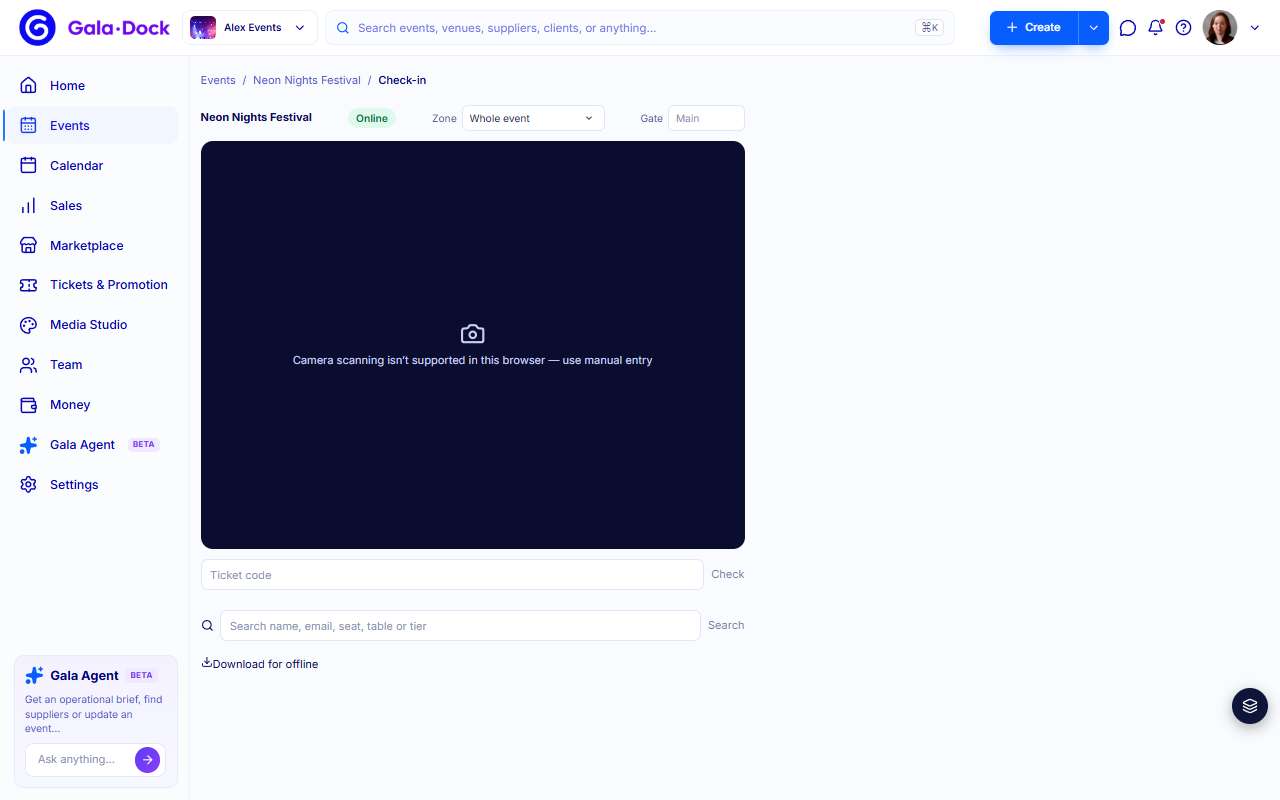 Gala·Dock
Alex Events
Search events, venues, suppliers, clients, or anything...
⌘K
+ Create
Home
Events
Calendar
Sales
Marketplace
Tickets & Promotion
Media Studio
Team
Money
Gala Agent BETA
Settings
Events / Neon Nights Festival / Check-in
Neon Nights Festival
Online
Zone
Whole event
Gate
Main
Camera scanning isn't supported in this browser — use manual entry
Ticket code
Check
Search name, email, seat, table or tier
Search
Download for offline
Gala Agent BETA
Get an operational brief, find
suppliers or update an
event...
Ask anything...